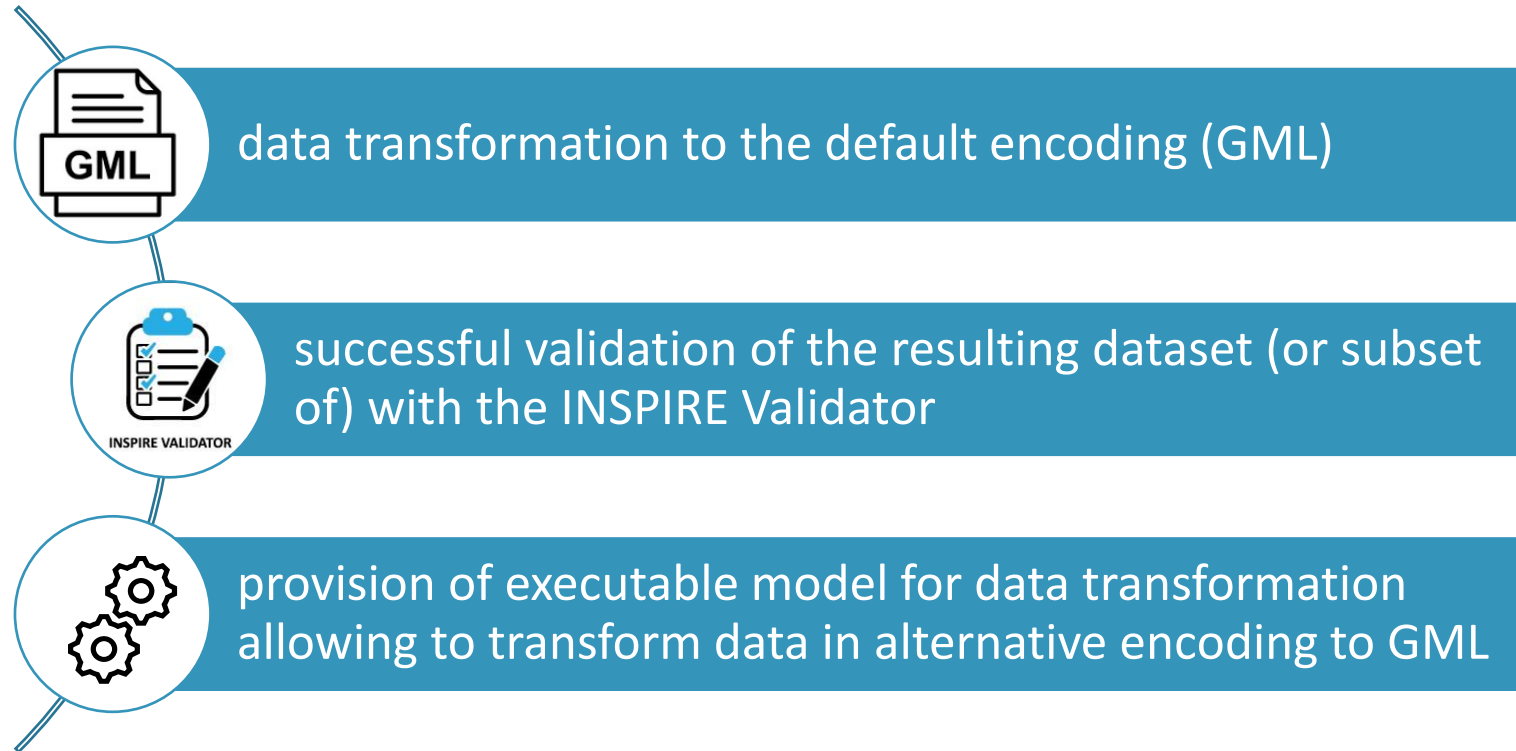 GML
data transformation to the default encoding (GML)
successful validation of the resulting dataset (or subset
of) with the INSPIRE Validator
INSPIRE VALIDATOR
provision of executable model for data transformation
allowing to transform data in alternative encoding to GML